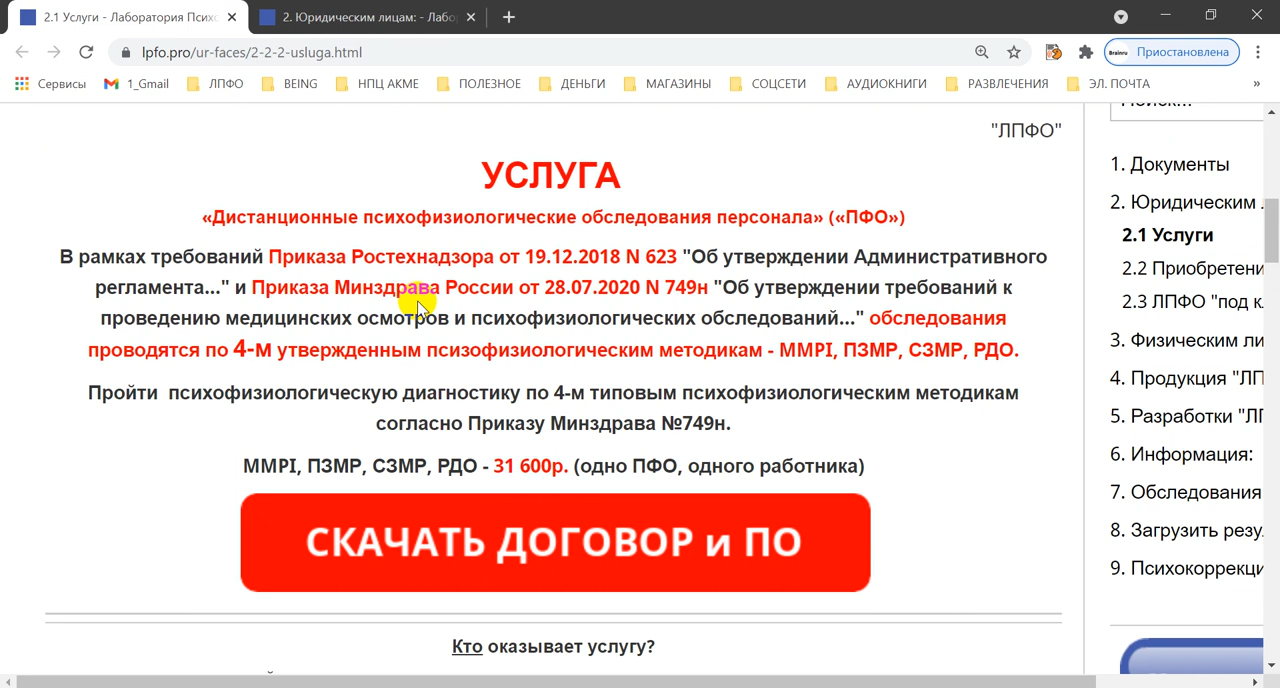 2.1 Услуги - Лаборатория Психо
2. Юридическим лицам: - Лабо
lpfo.pro/ur-faces/2-2-2-usluga.html
Brainru Приостановлена
Сервисы 1_Gmail ЛПФО BEING НПЦ АКМЕ ПОЛЕЗНОЕ ДЕНЬГИ МАГАЗИНЫ СОЦСЕТИ АУДИОКНИГИ РАЗВЛЕЧЕНИЯ ЭЛ. ПОЧТА »
"ЛПФО"
УСЛУГА
«Дистанционные психофизиологические обследования персонала» («ПФО»)
В рамках требований Приказа Ростехнадзора от 19.12.2018 N 623 "Об утверждении Административного
регламента..." и Приказа Минздрава России от 28.07.2020 N 749н "Об утверждении требований к
проведению медицинских осмотров и психофизиологических обследований..." обследования
проводятся по 4-м утвержденным псизофизиологическим методикам - MMPI, ПЗМР, СЗМР, РДО.
Пройти психофизиологическую диагностику по 4-м типовым психофизиологическим методикам
согласно Приказу Минздрава №749н.
MMPI, ПЗМР, СЗМР, РДО - 31 600р. (одно ПФО, одного работника)
СКАЧАТЬ ДОГОВОР и ПО
Кто оказывает услугу?
Поиск...
1. Документы
2. Юридическим
2.1 Услуги
2.2 Приобретени
2.3 ЛПФО "под к
3. Физическим ли
4. Продукция "ЛП
5. Разработки "ЛП
6. Информация:
7. Обследования
8. Загрузить резу
9. Психокоррекци